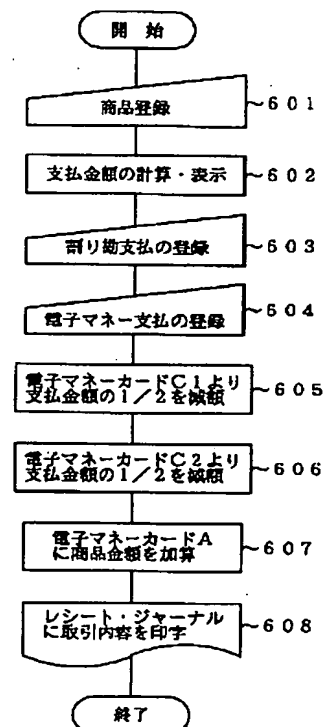 開 始
商品登録 ~601
支払金額の計算・表示 ~602
割り勘支払の登録 ~603
電子マネー支払の登録 ~604
電子マネーカードC1より
支払金額の1/2を減額 ~605
電子マネーカードC2より
支払金額の1/2を減額 ~606
電子マネーカードA
に商品金額を加算 ~607
レシート・ジャーナル
に取引内容を印字 ~608
終了